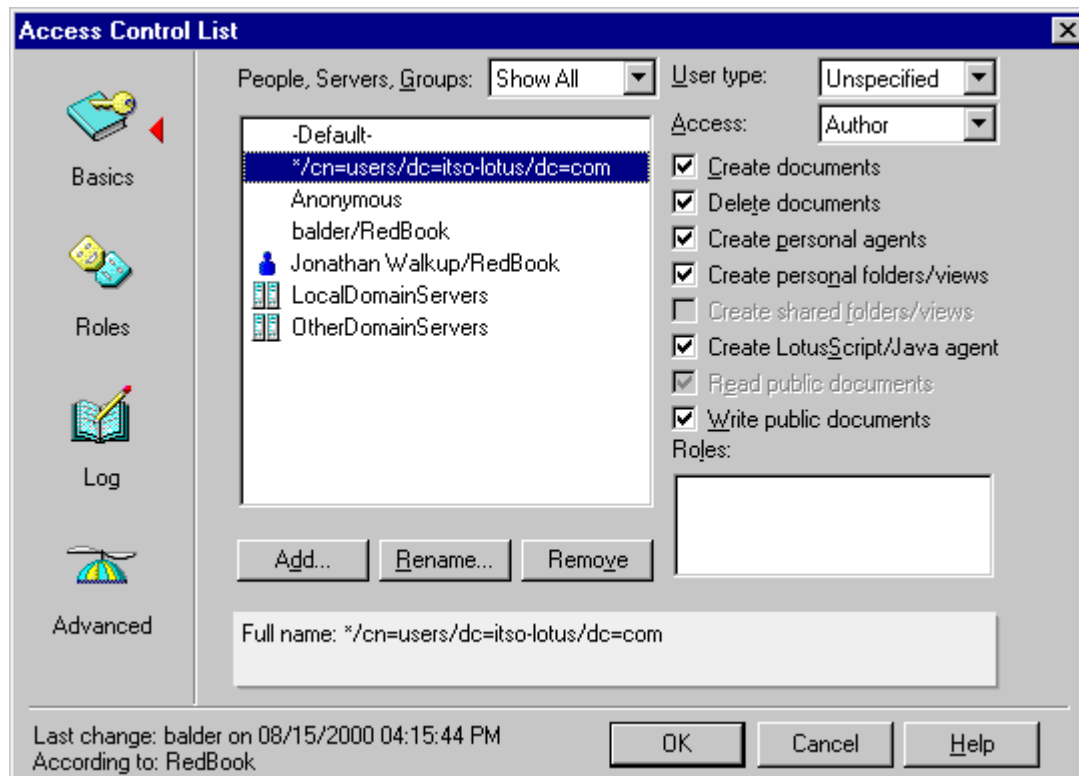 Access Control List
Basics
Roles
Log
Advanced
People, Servers, Groups: Show All
-Default-
*/cn=users/dc=itso-lotus/dc=com
Anonymous
balder/RedBook
Jonathan Walkup/RedBook
LocalDomainServers
OtherDomainServers
Add... Rename... Remove
User type: Unspecified
Access: Author
Create documents
Delete documents
Create personal agents
Create personal folders/views
Create shared folders/views
Create LotusScript/Java agent
Read public documents
Write public documents
Roles:
Full name: */cn=users/dc=itso-lotus/dc=com
Last change: balder on 08/15/2000 04:15:44 PM
According to: RedBook
OK Cancel Help